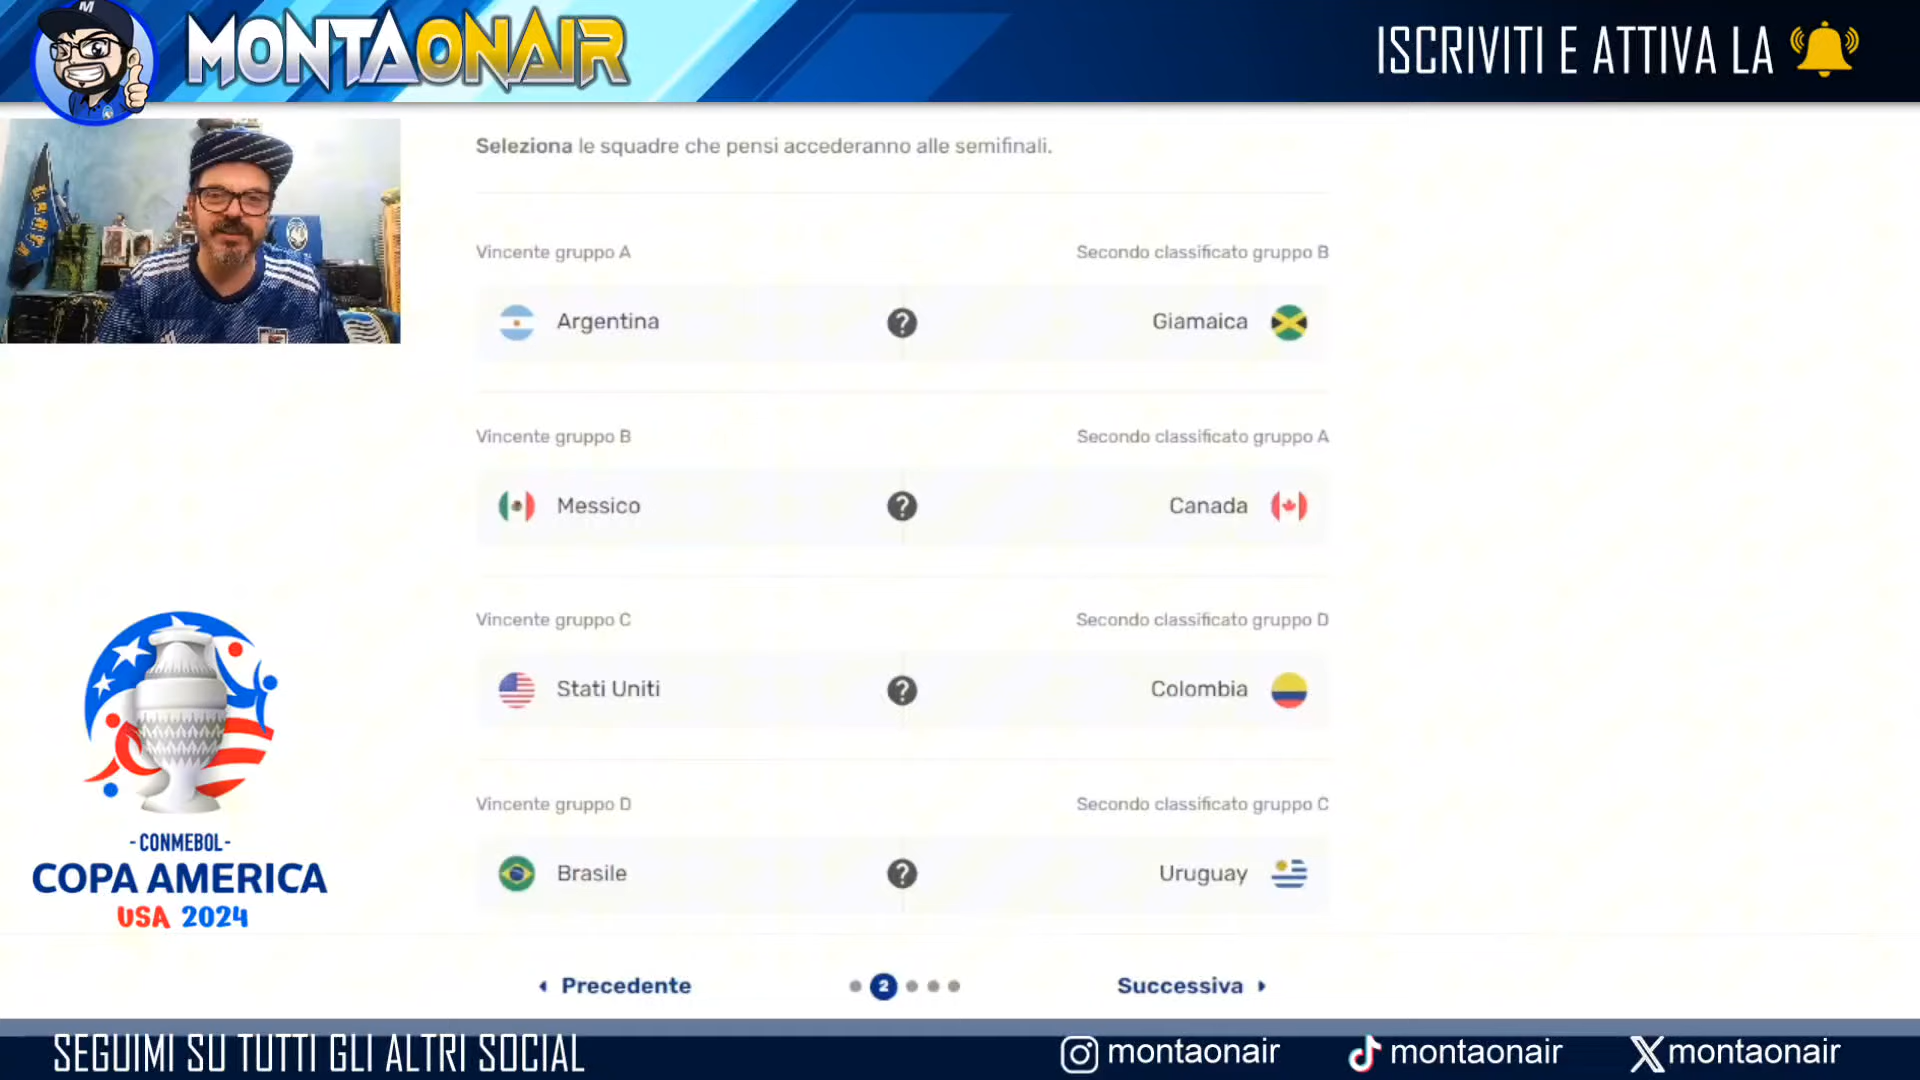 M
MONTAONAIR
ISCRIVITI E ATTIVA LA
Seleziona le squadre che pensi accederanno alle semifinali.
Vincente gruppo A
Secondo classificato gruppo B
Argentina
?
Giamaica
Vincente gruppo B
Secondo classificato gruppo A
Messico
?
Canada
Vincente gruppo C
Secondo classificato gruppo D
Stati Uniti
?
Colombia
Vincente gruppo D
Secondo classificato gruppo C
Brasile
?
Uruguay
-CONMEBOL-
COPA AMERICA
USA 2024
Precedente
2
Successiva
SEGUIMI SU TUTTI GLI ALTRI SOCIAL
montaonair
montaonair
montaonair